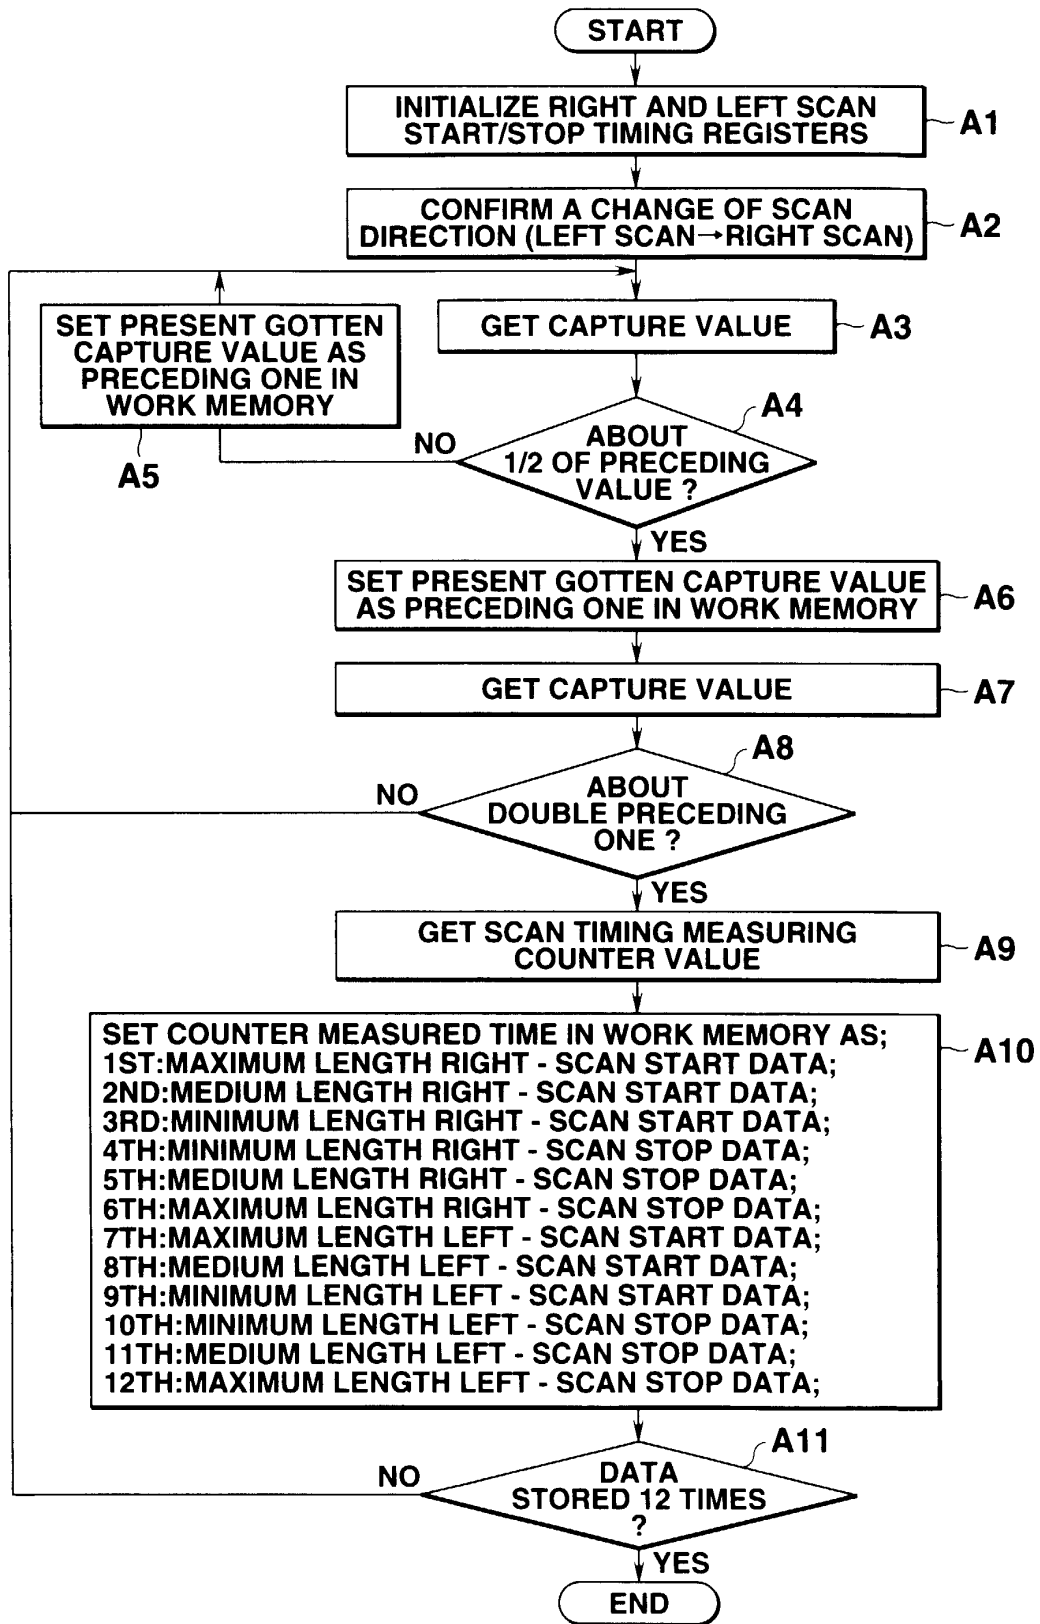 START
INITIALIZE RIGHT AND LEFT SCAN
START/STOP TIMING REGISTERS
A1
CONFIRM A CHANGE OF SCAN
DIRECTION (LEFT SCAN→RIGHT SCAN)
A2
SET PRESENT GOTTEN
CAPTURE VALUE AS
PRECEDING ONE IN
WORK MEMORY
A5
GET CAPTURE VALUE
A3
ABOUT
1/2 OF PRECEDING
VALUE ?
A4
NO
YES
SET PRESENT GOTTEN CAPTURE VALUE
AS PRECEDING ONE IN WORK MEMORY
A6
GET CAPTURE VALUE
A7
ABOUT
DOUBLE PRECEDING
ONE ?
A8
NO
YES
GET SCAN TIMING MEASURING
COUNTER VALUE
A9
SET COUNTER MEASURED TIME IN WORK MEMORY AS;
1ST:MAXIMUM LENGTH RIGHT - SCAN START DATA;
2ND:MEDIUM LENGTH RIGHT - SCAN START DATA;
3RD:MINIMUM LENGTH RIGHT - SCAN START DATA;
4TH:MINIMUM LENGTH RIGHT - SCAN STOP DATA;
5TH:MEDIUM LENGTH RIGHT - SCAN STOP DATA;
6TH:MAXIMUM LENGTH RIGHT - SCAN STOP DATA;
7TH:MAXIMUM LENGTH LEFT - SCAN START DATA;
8TH:MEDIUM LENGTH LEFT - SCAN START DATA;
9TH:MINIMUM LENGTH LEFT - SCAN START DATA;
10TH:MINIMUM LENGTH LEFT - SCAN STOP DATA;
11TH:MEDIUM LENGTH LEFT - SCAN STOP DATA;
12TH:MAXIMUM LENGTH LEFT - SCAN STOP DATA;
A10
DATA
STORED 12 TIMES
?
A11
NO
YES
END